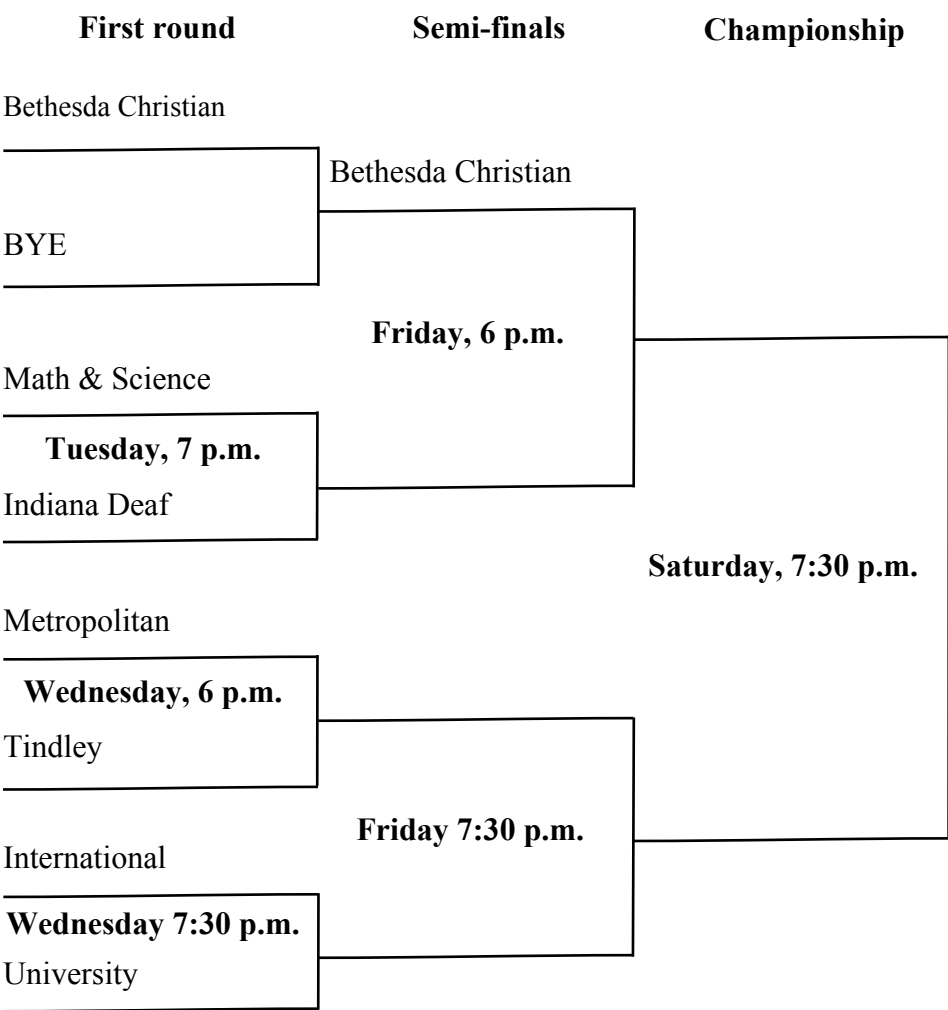 First round Semi-finals Championship
Bethesda Christian
Bethesda Christian
BYE
Friday, 6 p.m.
Math & Science
Tuesday, 7 p.m.
Indiana Deaf
Saturday, 7:30 p.m.
Metropolitan
Wednesday, 6 p.m.
Tindley
Friday 7:30 p.m.
International
Wednesday 7:30 p.m.
University